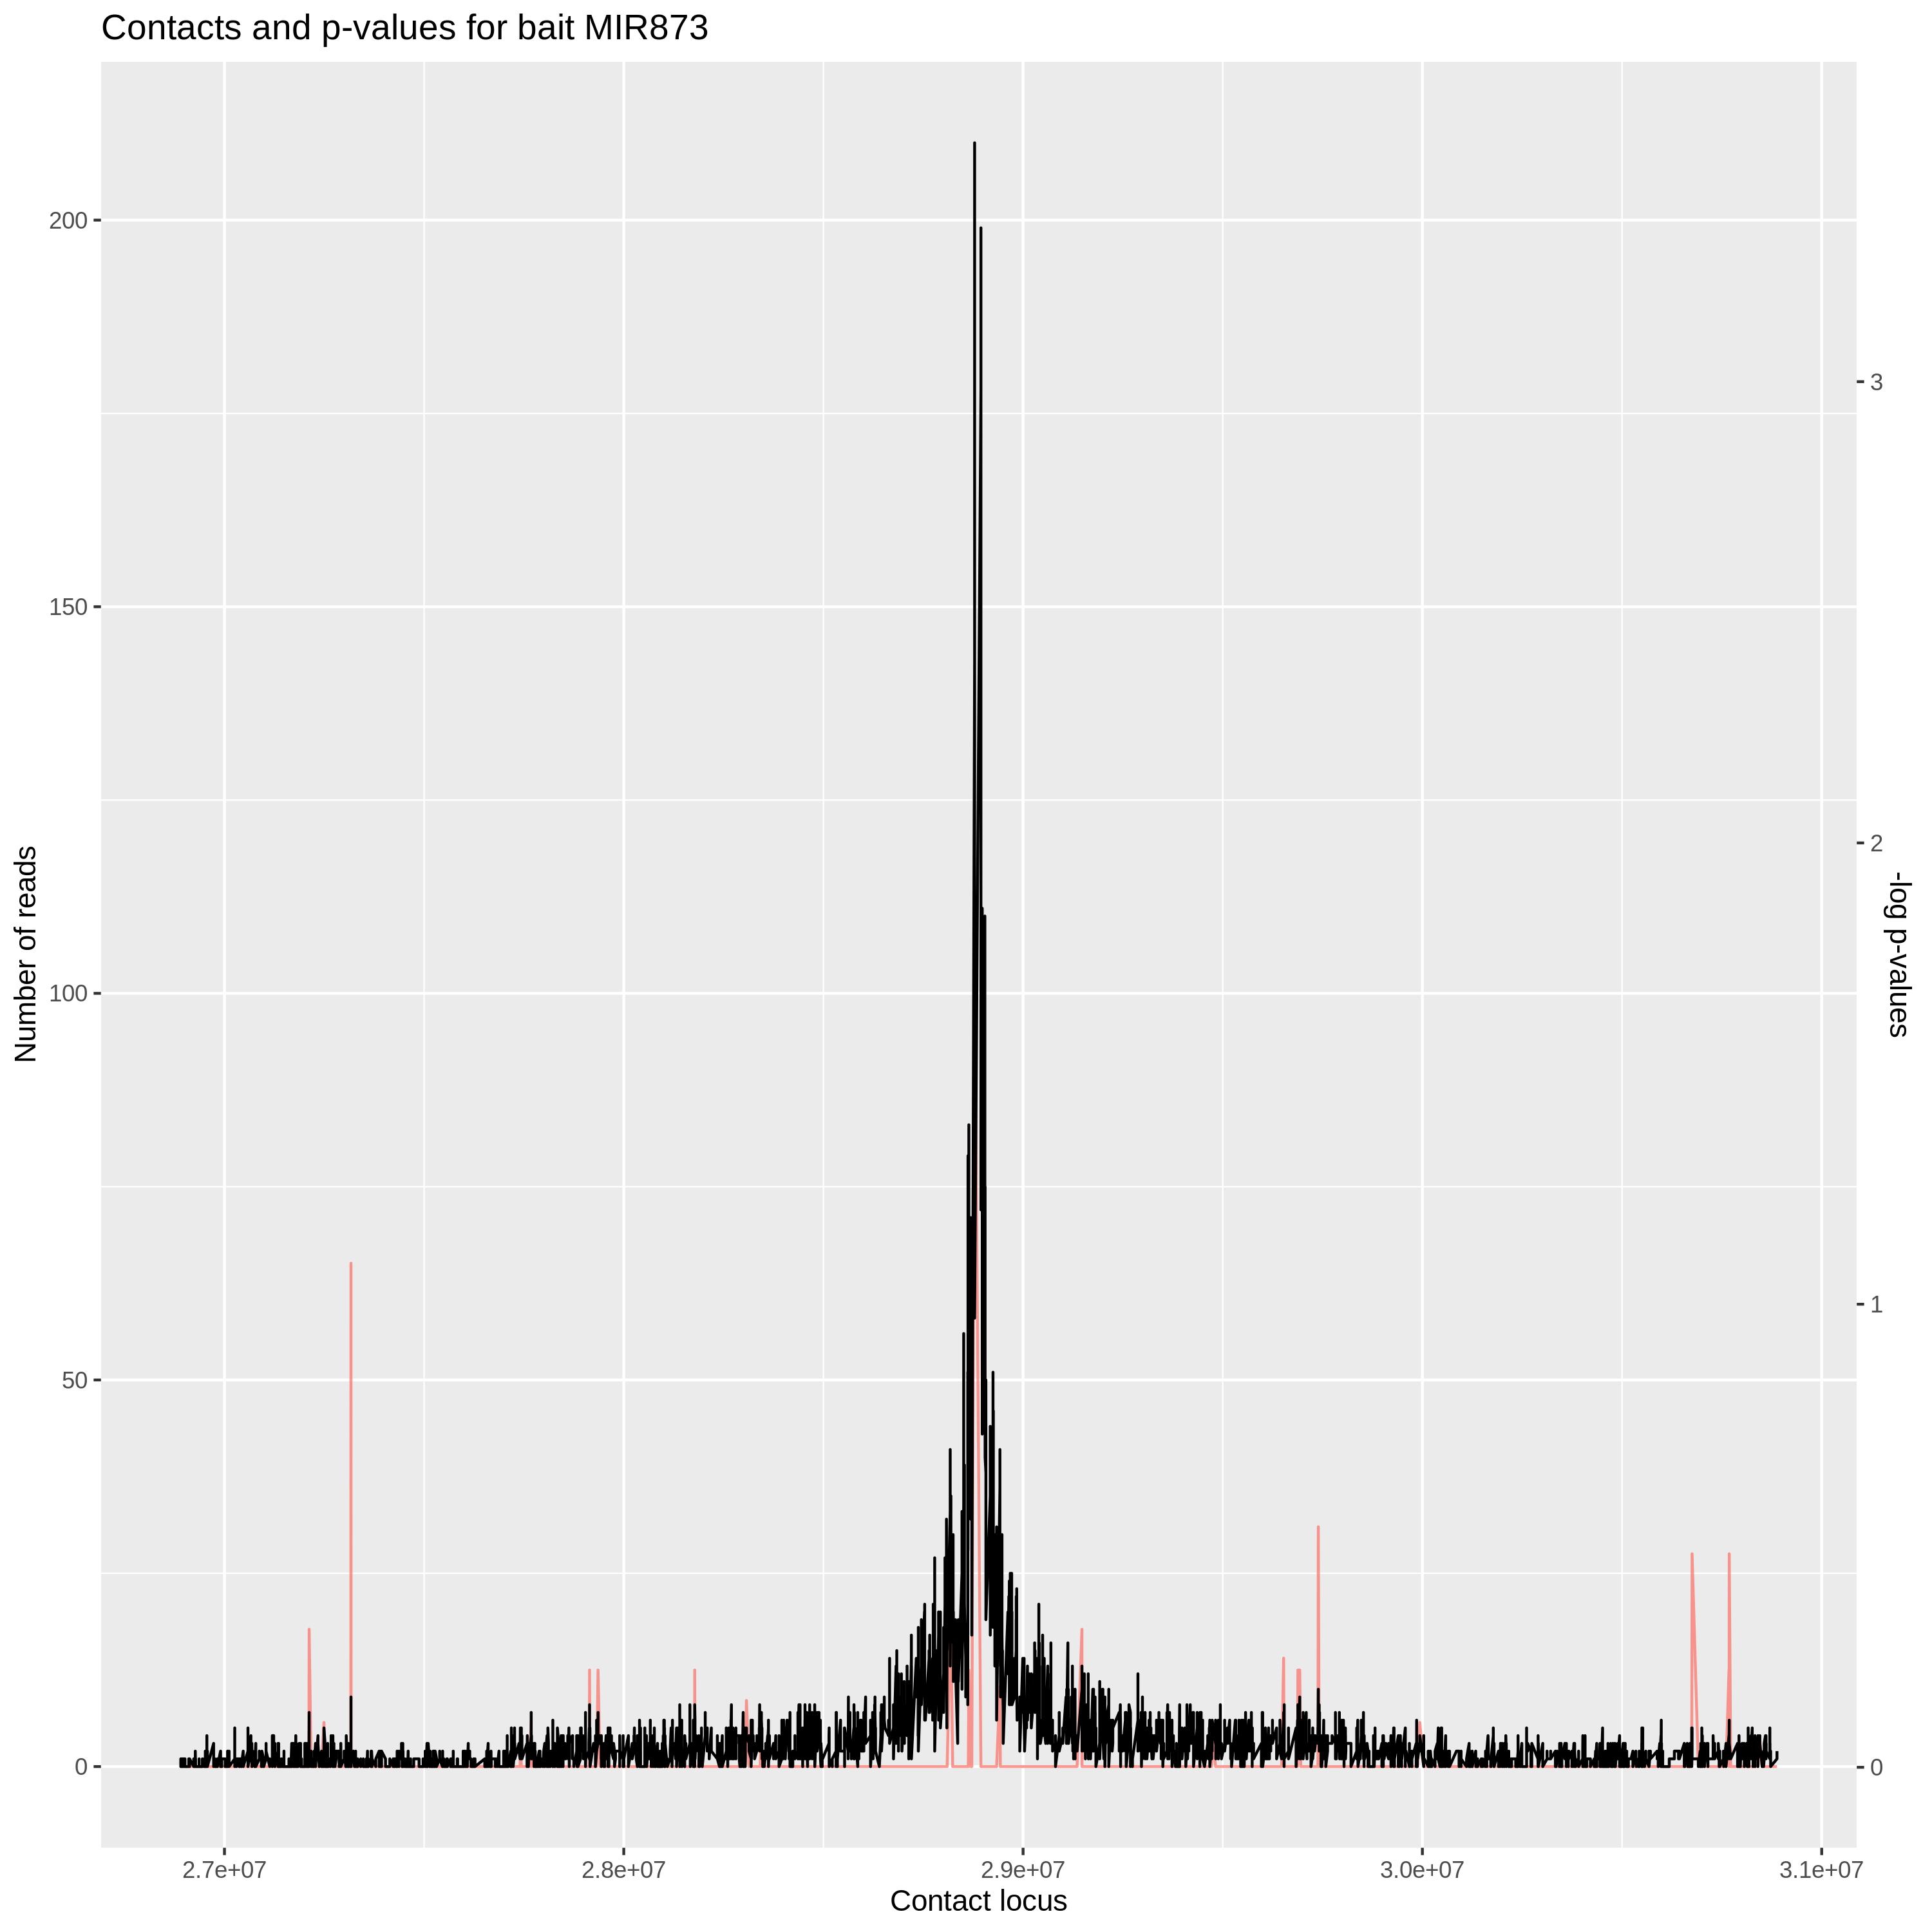 Contacts and p-values for bait MIR873
200
150
100
50
0
Number of reads
3
2
1
0
-log p-values
2.7e+07 2.8e+07 2.9e+07 3.0e+07 3.1e+07
Contact locus